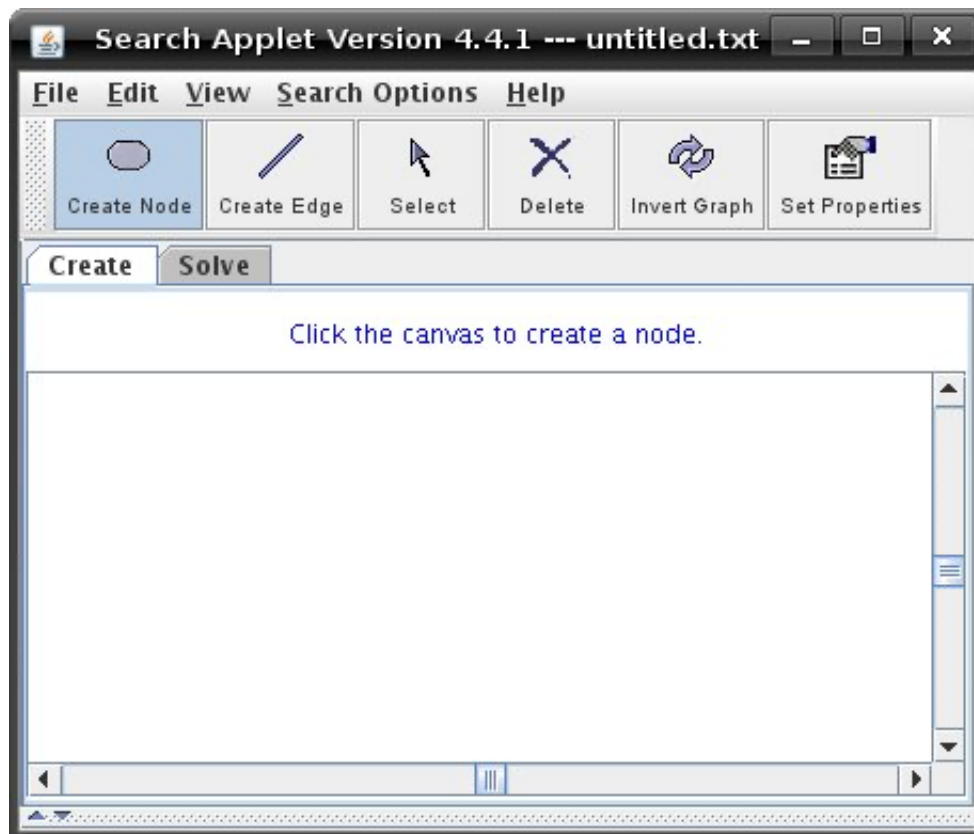 Search Applet Version 4.4.1 --- untitled.txt
File Edit View Search Options Help
Create Node Create Edge Select Delete Invert Graph Set Properties
Create Solve
Click the canvas to create a node.